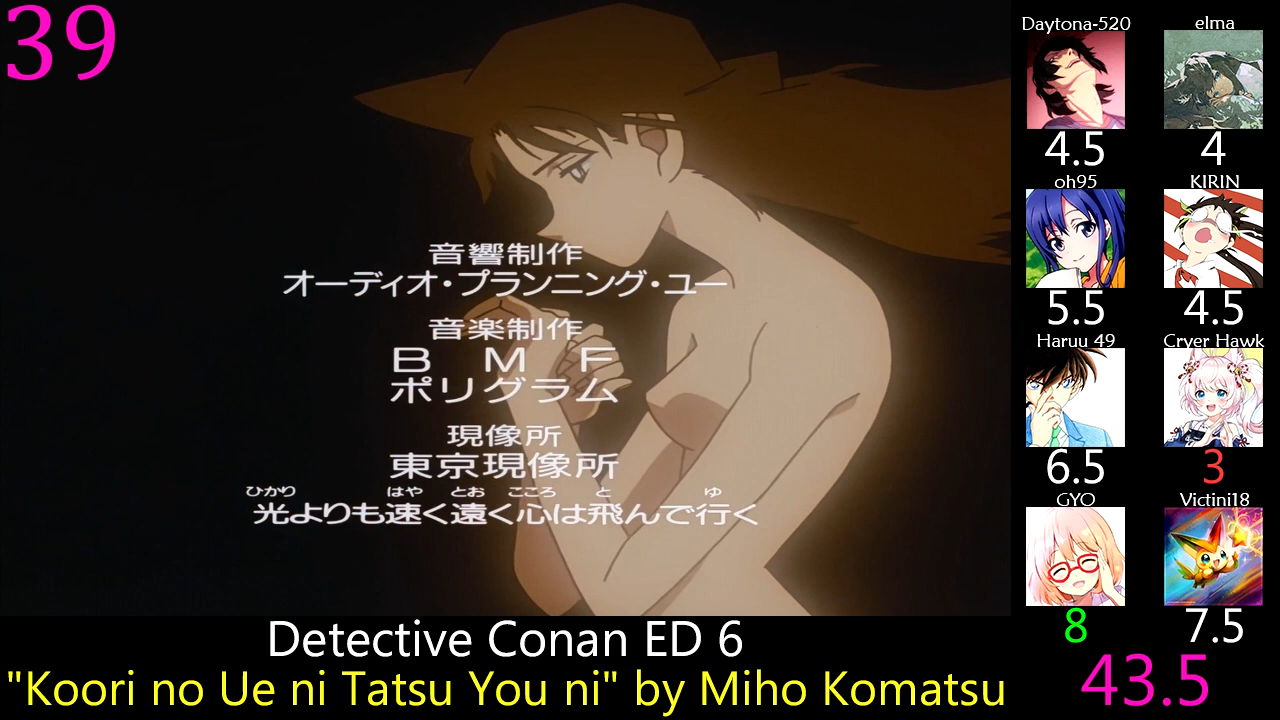 39
音響制作
オーディオ・プランニング・ユー
音楽制作
BMF
ポリグラム
現像所
東京現像所
ひかり はや とお こころ と ゆ
光よりも速く遠く心は飛んで行く
Detective Conan ED 6
"Koori no Ue ni Tatsu You ni" by Miho Komatsu
Daytona-520 elma
4.5 4
oh95 KIRIN
5.5 4.5
Haruu 49 Cryer Hawk
6.5 3
GYO Victini18
8 7.5
43.5